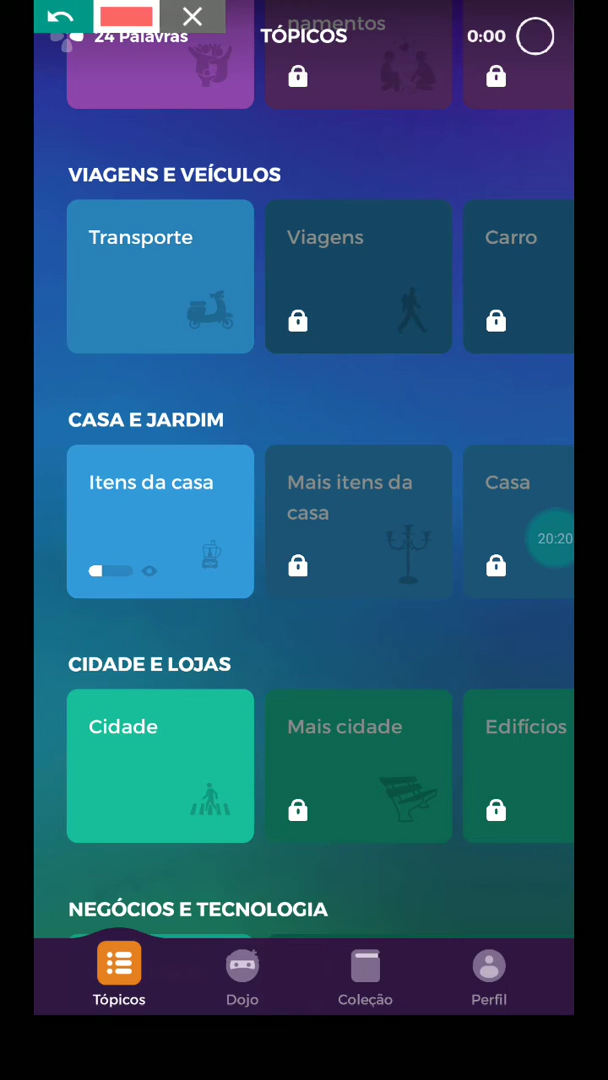 namentos
24 Palavras TÓPICOS 0:00
VIAGENS E VEÍCULOS
Transporte Viagens Carro
CASA E JARDIM
Itens da casa Mais itens da casa Casa
20:20
CIDADE E LOJAS
Cidade Mais cidade Edifícios
NEGÓCIOS E TECNOLOGIA
Tópicos Dojo Coleção Perfil